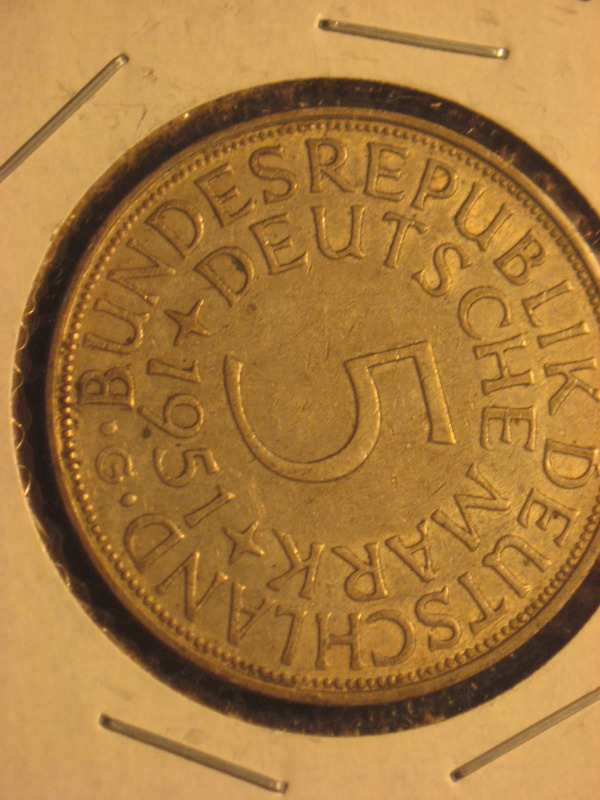 BUNDESREPUBLIK DEUTSCHLAND
·G·
DEUTSCHE MARK
1951
5